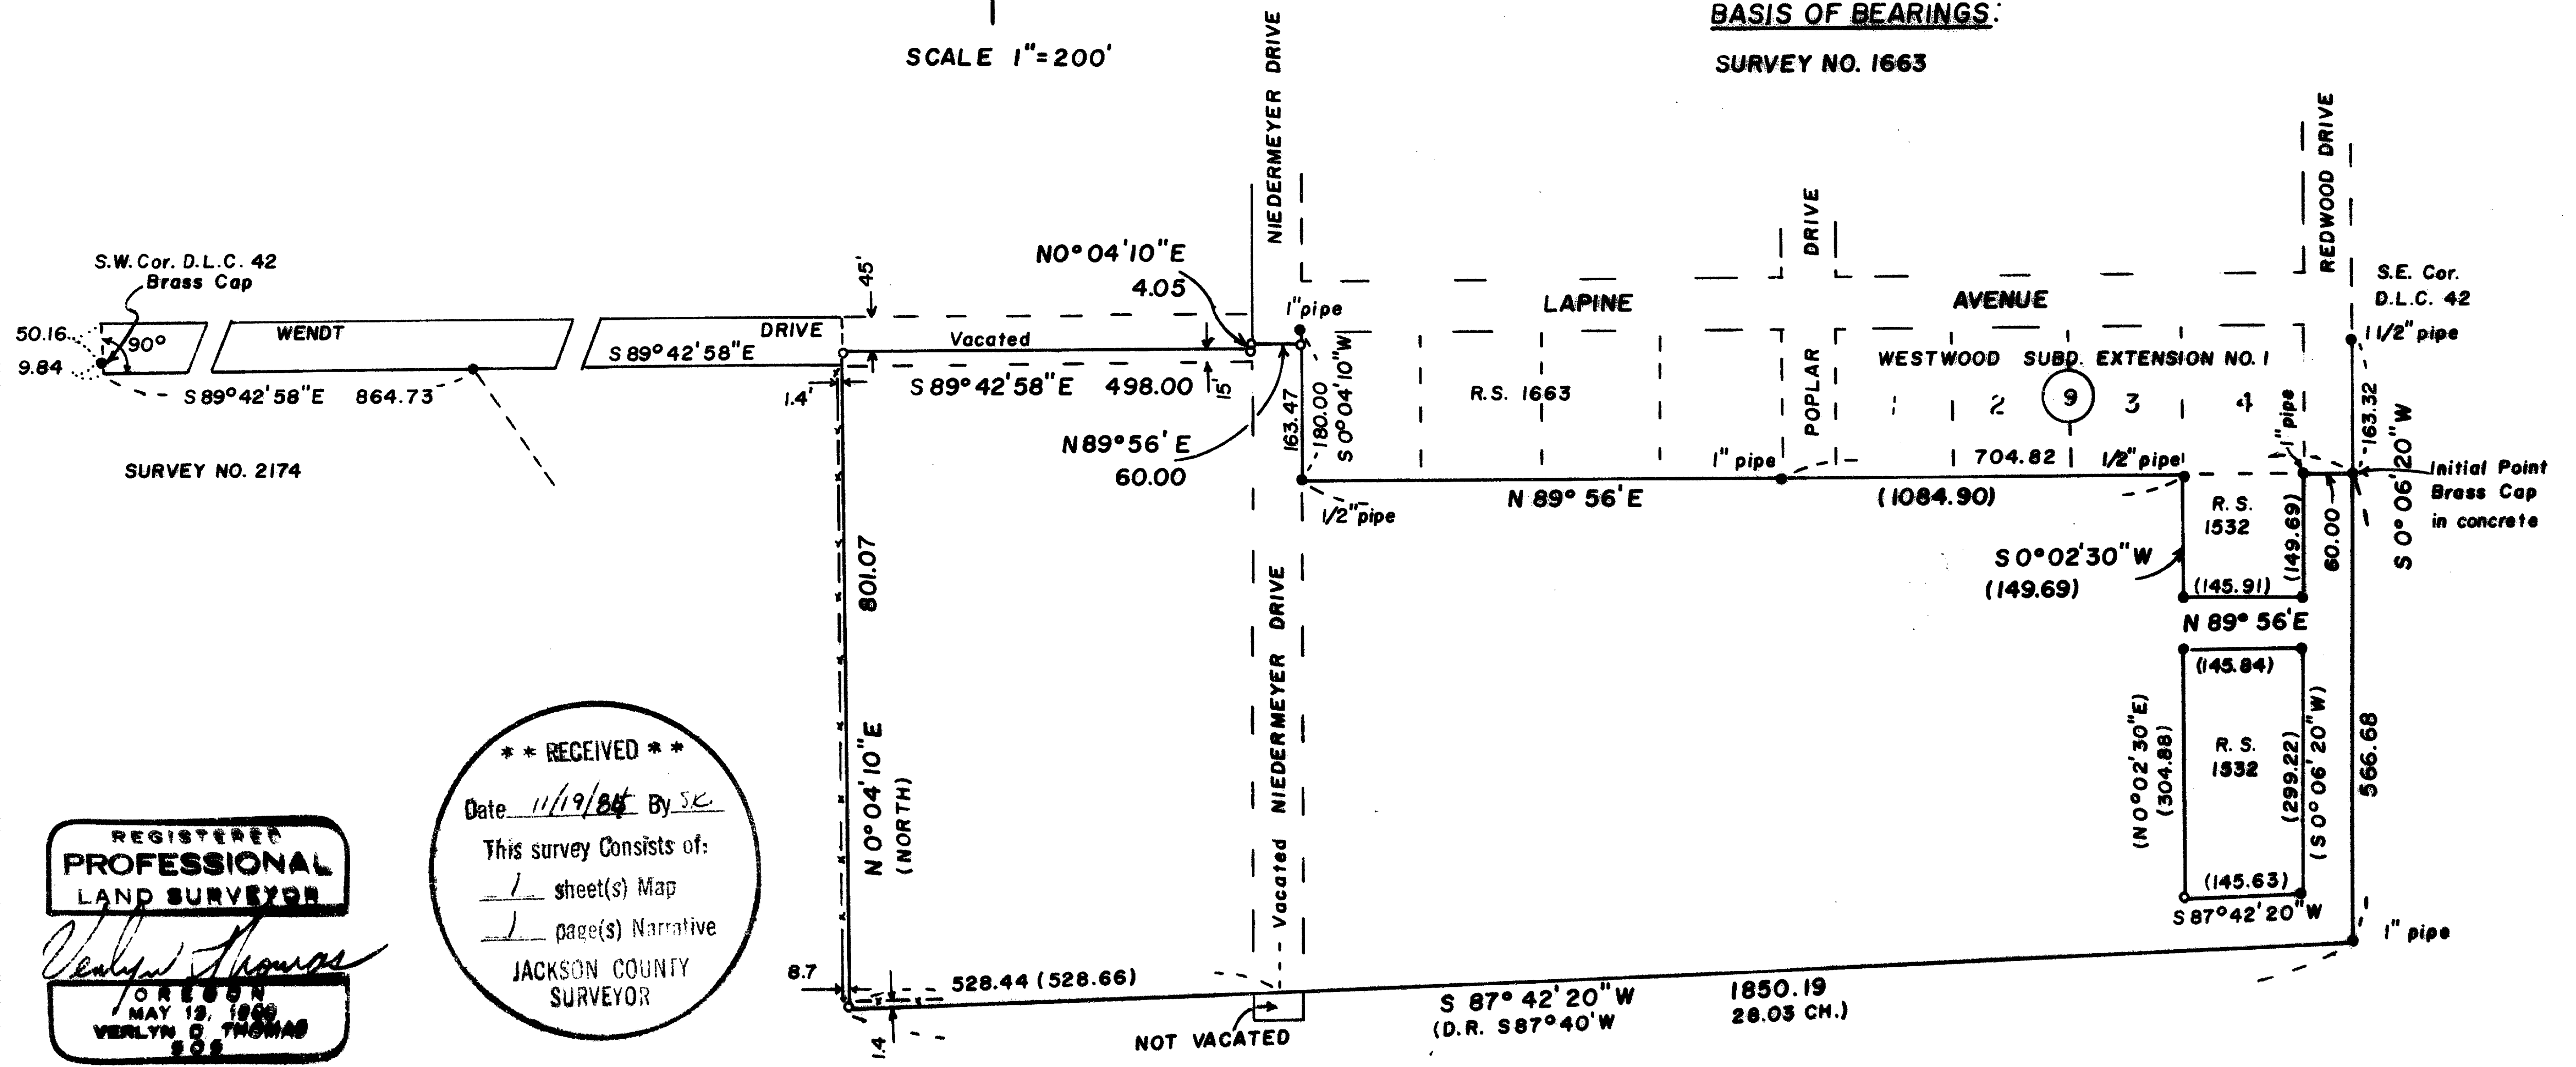 BASIS OF BEARINGS:
SURVEY NO. 1663
SCALE 1"=200'
NIEDERMEYER DRIVE
REDWOOD DRIVE
DRIVE
S.W. Cor. D.L.C. 42
Brass Cap
50.16
9.84
90°
WENDT
DRIVE
S 89° 42' 58" E
S 89° 42' 58" E 864.73
SURVEY NO. 2174
45'
Vacated
S 89° 42' 58" E 498.00
15'
1.4'
N 0° 04' 10" E
4.05
N 89° 56' E
60.00
1" pipe
163.47
180.00
S 0° 04' 10" W
LAPINE
AVENUE
R.S. 1663
POPLAR
WESTWOOD SUBD. EXTENSION NO. 1
1
2
9
3
4
1" pipe
704.82
1/2" pipe
1" pipe
S.E. Cor.
D.L.C. 42
1 1/2" pipe
163.32
S 0° 06' 20" W
Initial Point
Brass Cap
in concrete
1/2" pipe
N 89° 56' E
(1084.90)
R. S.
1532
(149.69)
60.00
S 0° 02' 30" W
(149.69)
(145.91)
N 89° 56' E
(145.84)
(N 0° 02' 30" E)
(304.88)
R. S.
1532
(299.22)
(S 0° 06' 20" W)
566.68
(145.63)
S 87° 42' 20" W
1" pipe
801.07
N 0° 04' 10" E
(NORTH)
Vacated NIEDERMEYER DRIVE
8.7
528.44 (528.66)
1.4
NOT VACATED
S 87° 42' 20" W 1850.19
(D.R. S 87° 40' W 28.03 CH.)
* * RECEIVED * *
Date 11/19/85 By S.K.
This survey Consists of:
1 sheet(s) Map
1 page(s) Narrative
JACKSON COUNTY
SURVEYOR
REGISTERED
PROFESSIONAL
LAND SURVEYOR
Verlyn D Thomas
OREGON
MAY 19,
VERLYN D. THOMAS
505